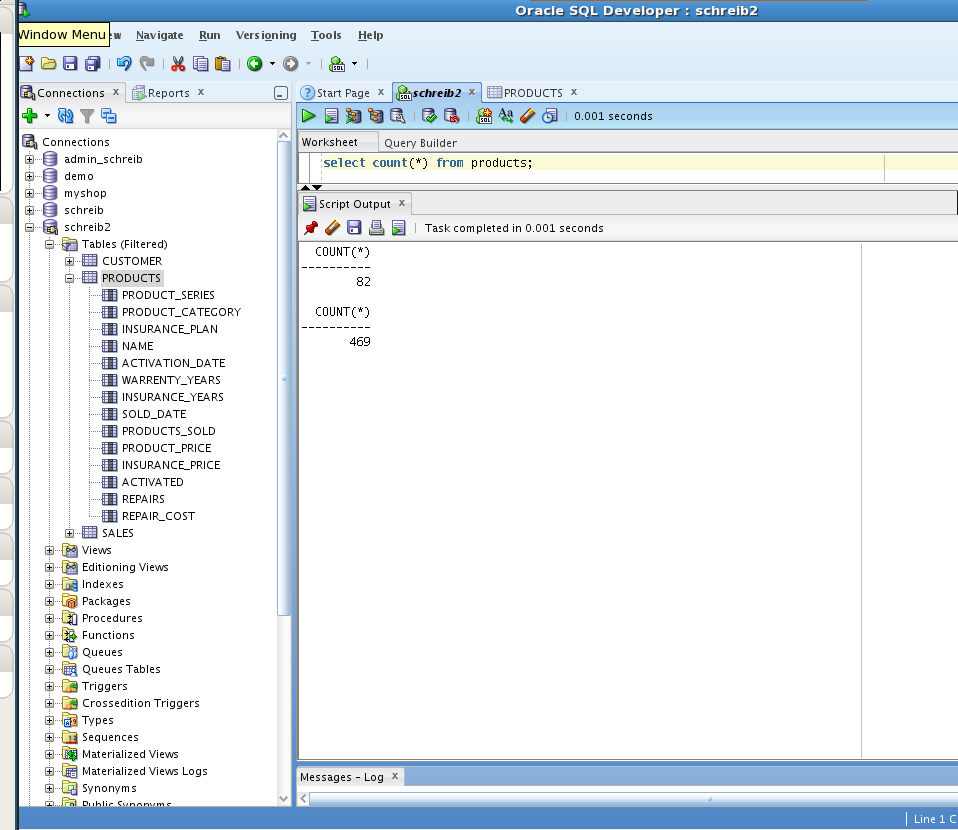 Oracle SQL Developer : schreib2
Window Menu
Navigate Run Versioning Tools Help
Connections x Reports x
Start Page x schreib2 x PRODUCTS x
0.001 seconds
Worksheet Query Builder
select count(*) from products;
Connections
admin_schreib
demo
myshop
schreib
schreib2
Tables (Filtered)
CUSTOMER
PRODUCTS
PRODUCT_SERIES
PRODUCT_CATEGORY
INSURANCE_PLAN
NAME
ACTIVATION_DATE
WARRENTY_YEARS
INSURANCE_YEARS
SOLD_DATE
PRODUCTS_SOLD
PRODUCT_PRICE
INSURANCE_PRICE
ACTIVATED
REPAIRS
REPAIR_COST
SALES
Views
Editioning Views
Indexes
Packages
Procedures
Functions
Queues
Queues Tables
Triggers
Crossedition Triggers
Types
Sequences
Materialized Views
Materialized Views Logs
Synonyms
Public Synonyms
Script Output x
Task completed in 0.001 seconds
COUNT(*)
----------
82
COUNT(*)
----------
469
Messages - Log x
Line 1 C